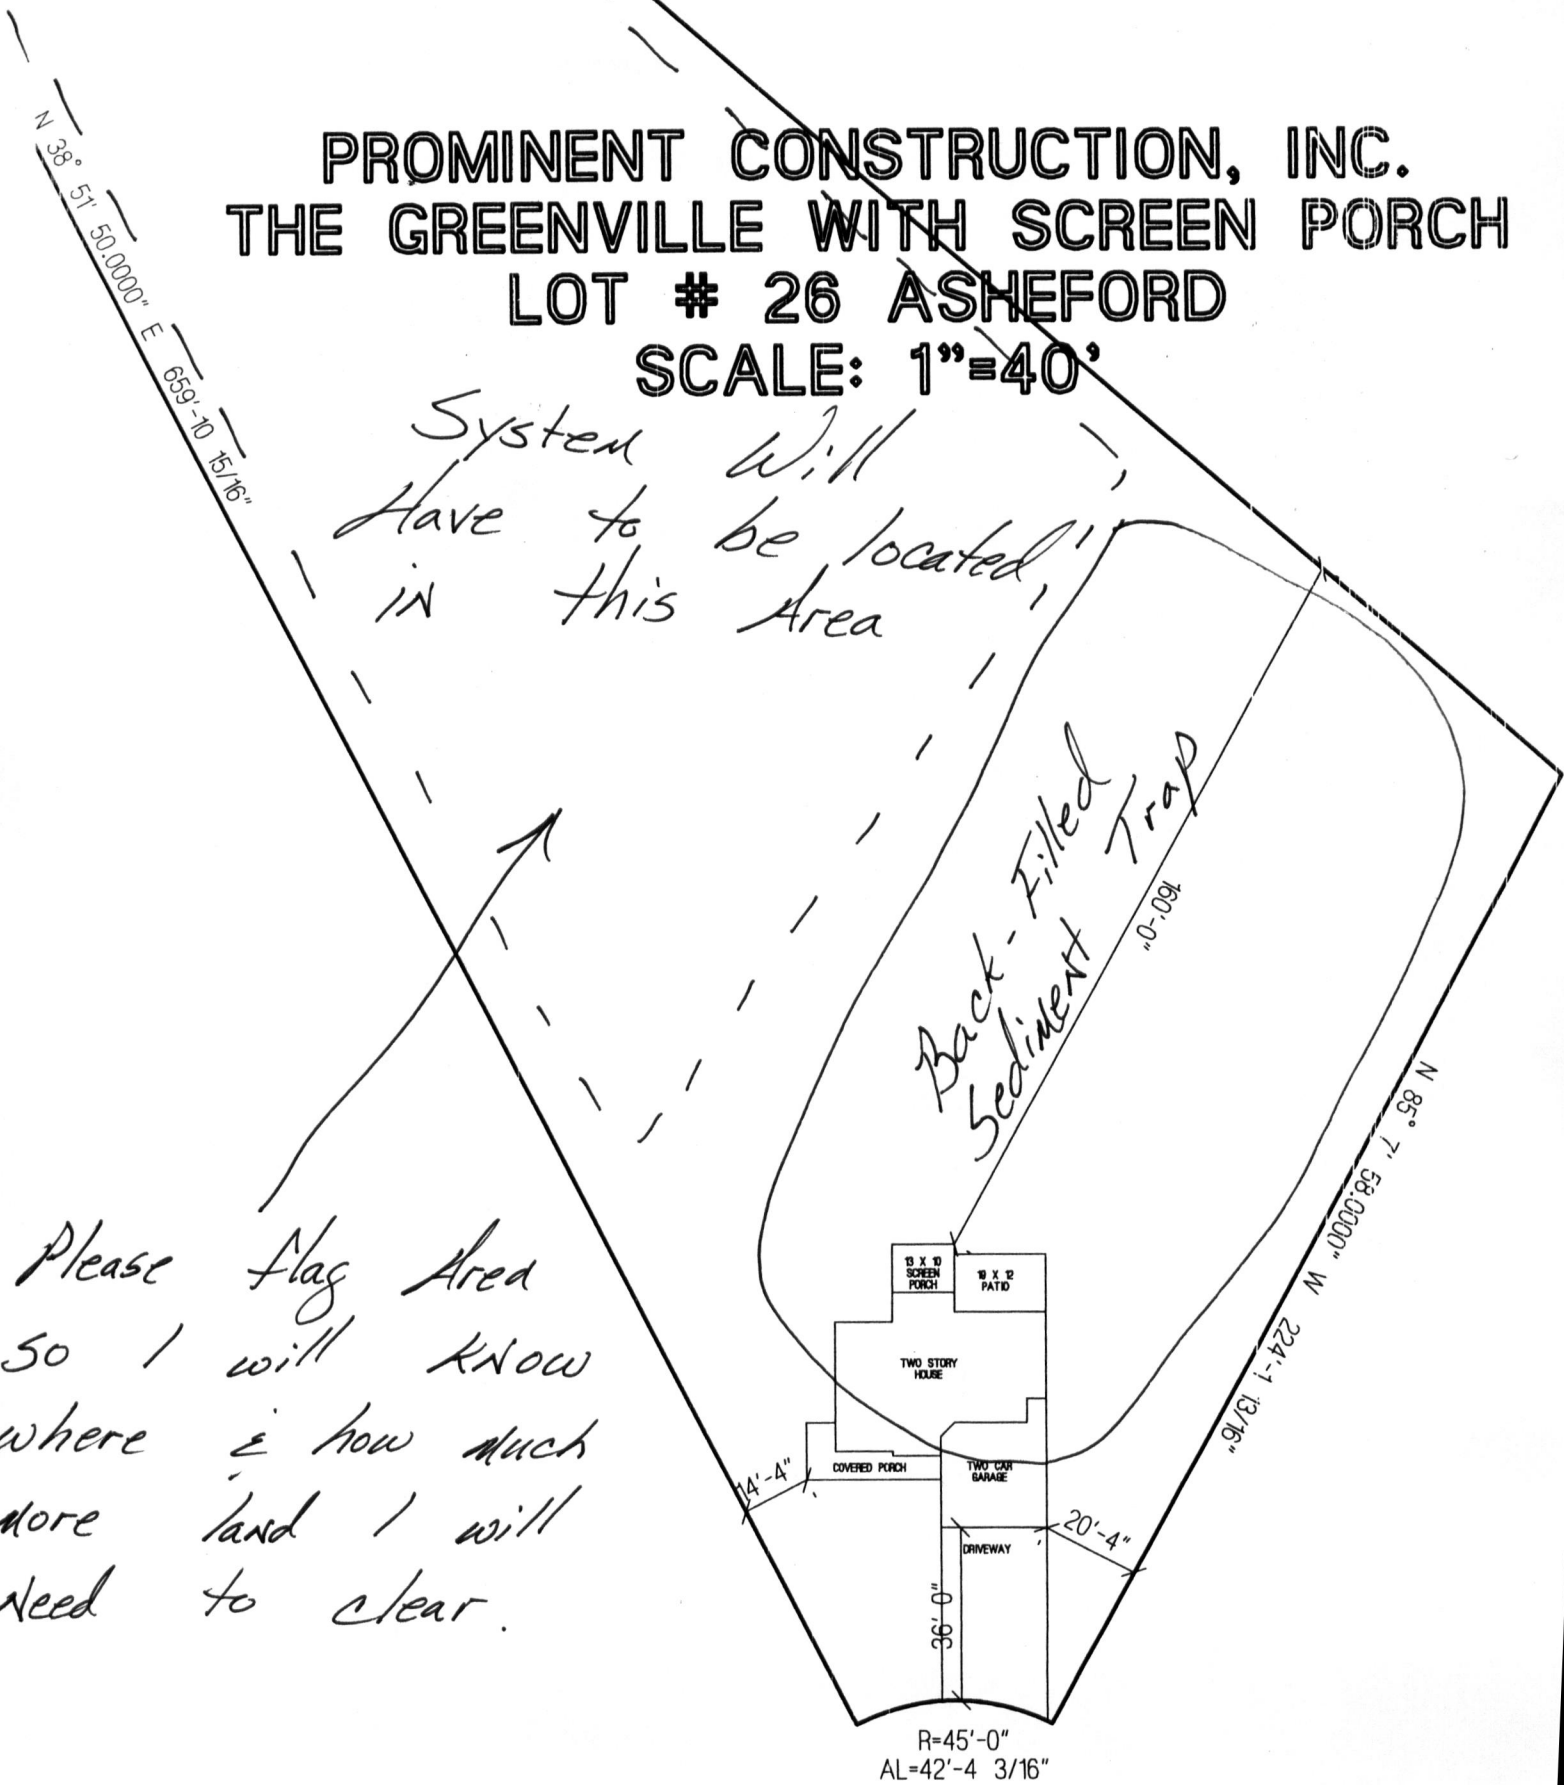 PROMINENT CONSTRUCTION, INC.
THE GREENVILLE WITH SCREEN PORCH
LOT # 26 ASHEFORD
SCALE: 1"=40'
N 38° 51' 50.0000" E 659'-10 15/16"
System Will
Have to be located
in this Area
Back-Filled
Sediment Trap
160'-0"
N 85° 7' 58.0000" W 224'-1 13/16"
Please flag Area
so I will know
where & how much
more land I will
need to clear.
13 X 10
SCREEN
PORCH
19 X 12
PATIO
TWO STORY
HOUSE
COVERED PORCH
TWO CAR
GARAGE
14'-4"
20'-4"
DRIVEWAY
36' 0"
R=45'-0"
AL=42'-4 3/16"